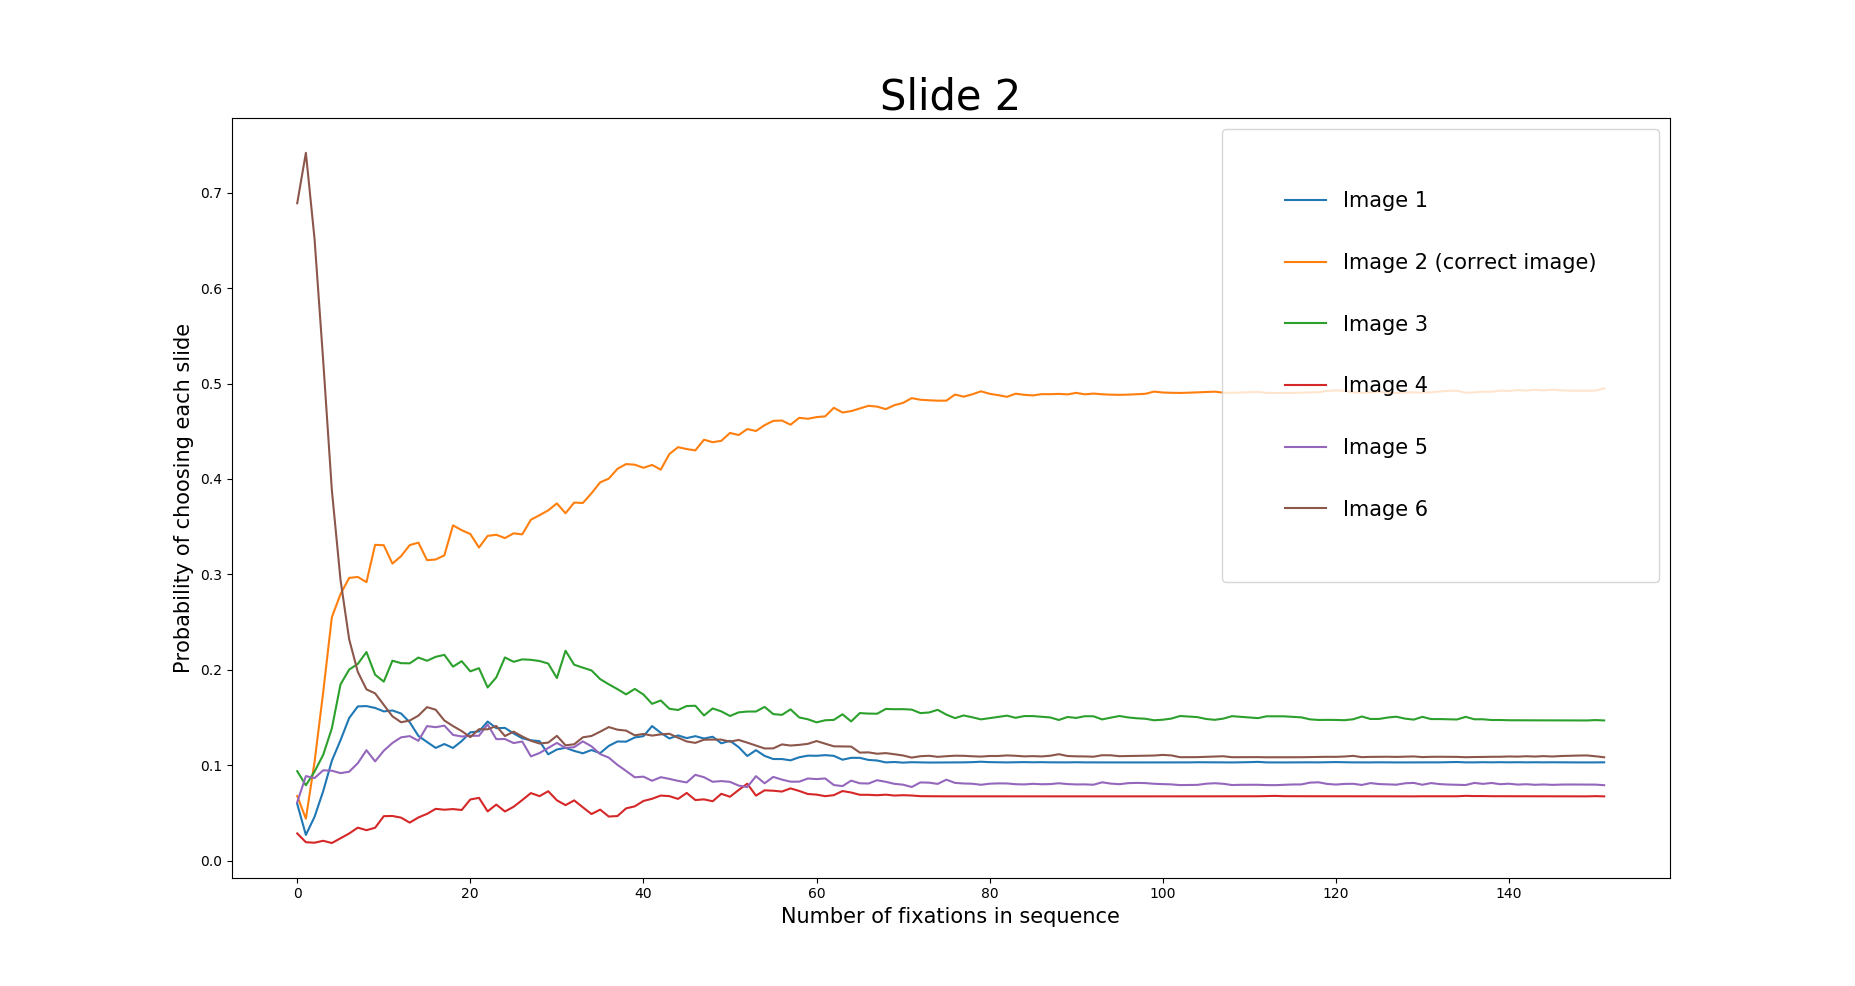 Slide 2
Probability of choosing each slide
0.7
0.6
0.5
0.4
0.3
0.2
0.1
0.0
Image 1
Image 2 (correct image)
Image 3
Image 4
Image 5
Image 6
0 20 40 60 80 100 120 140
Number of fixations in sequence